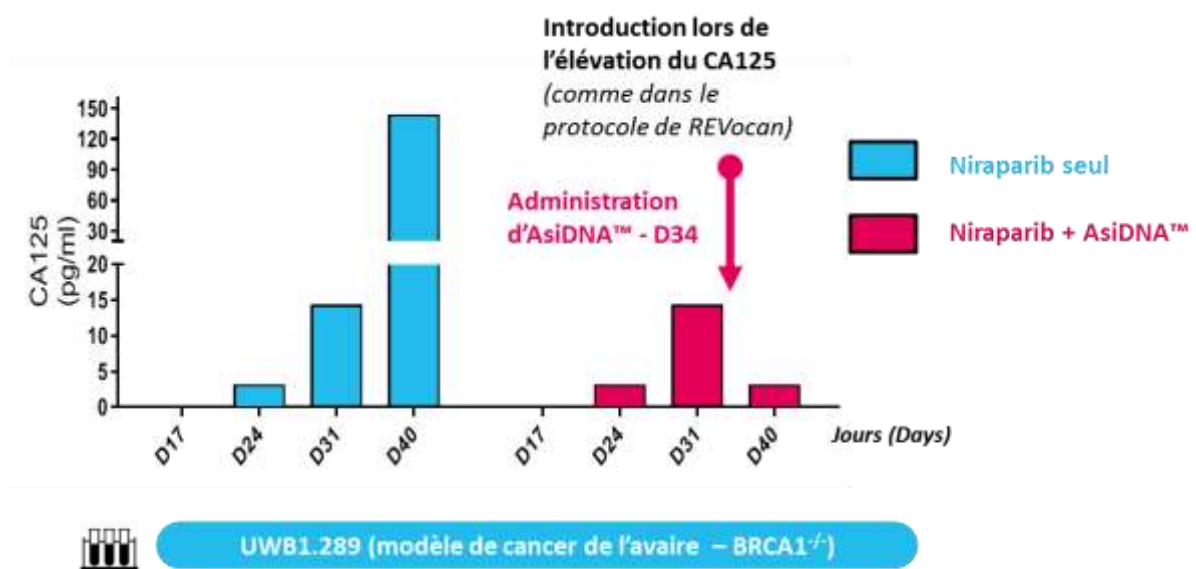 Introduction lors de
l'élévation du CA125
(comme dans le
protocole de REVocan)
Administration
d'AsiDNA™ - D34
Niraparib seul
Niraparib + AsiDNA™
CA125
(pg/ml)
150
120
90
60
30
20
15
10
5
0
D17
D24
D31
D40
D17
D24
D31
D40
Jours (Days)
UWB1.289 (modèle de cancer de l'avaire – BRCA1-/-)